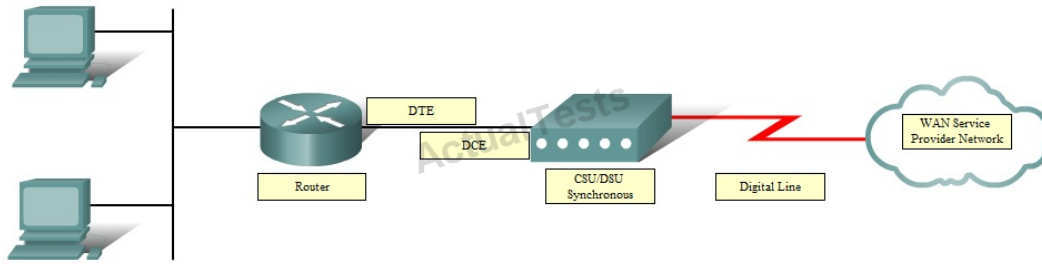 DTE
DCE
ActualTests
Router
CSU/DSU
Synchronous
Digital Line
WAN Service
Provider Network